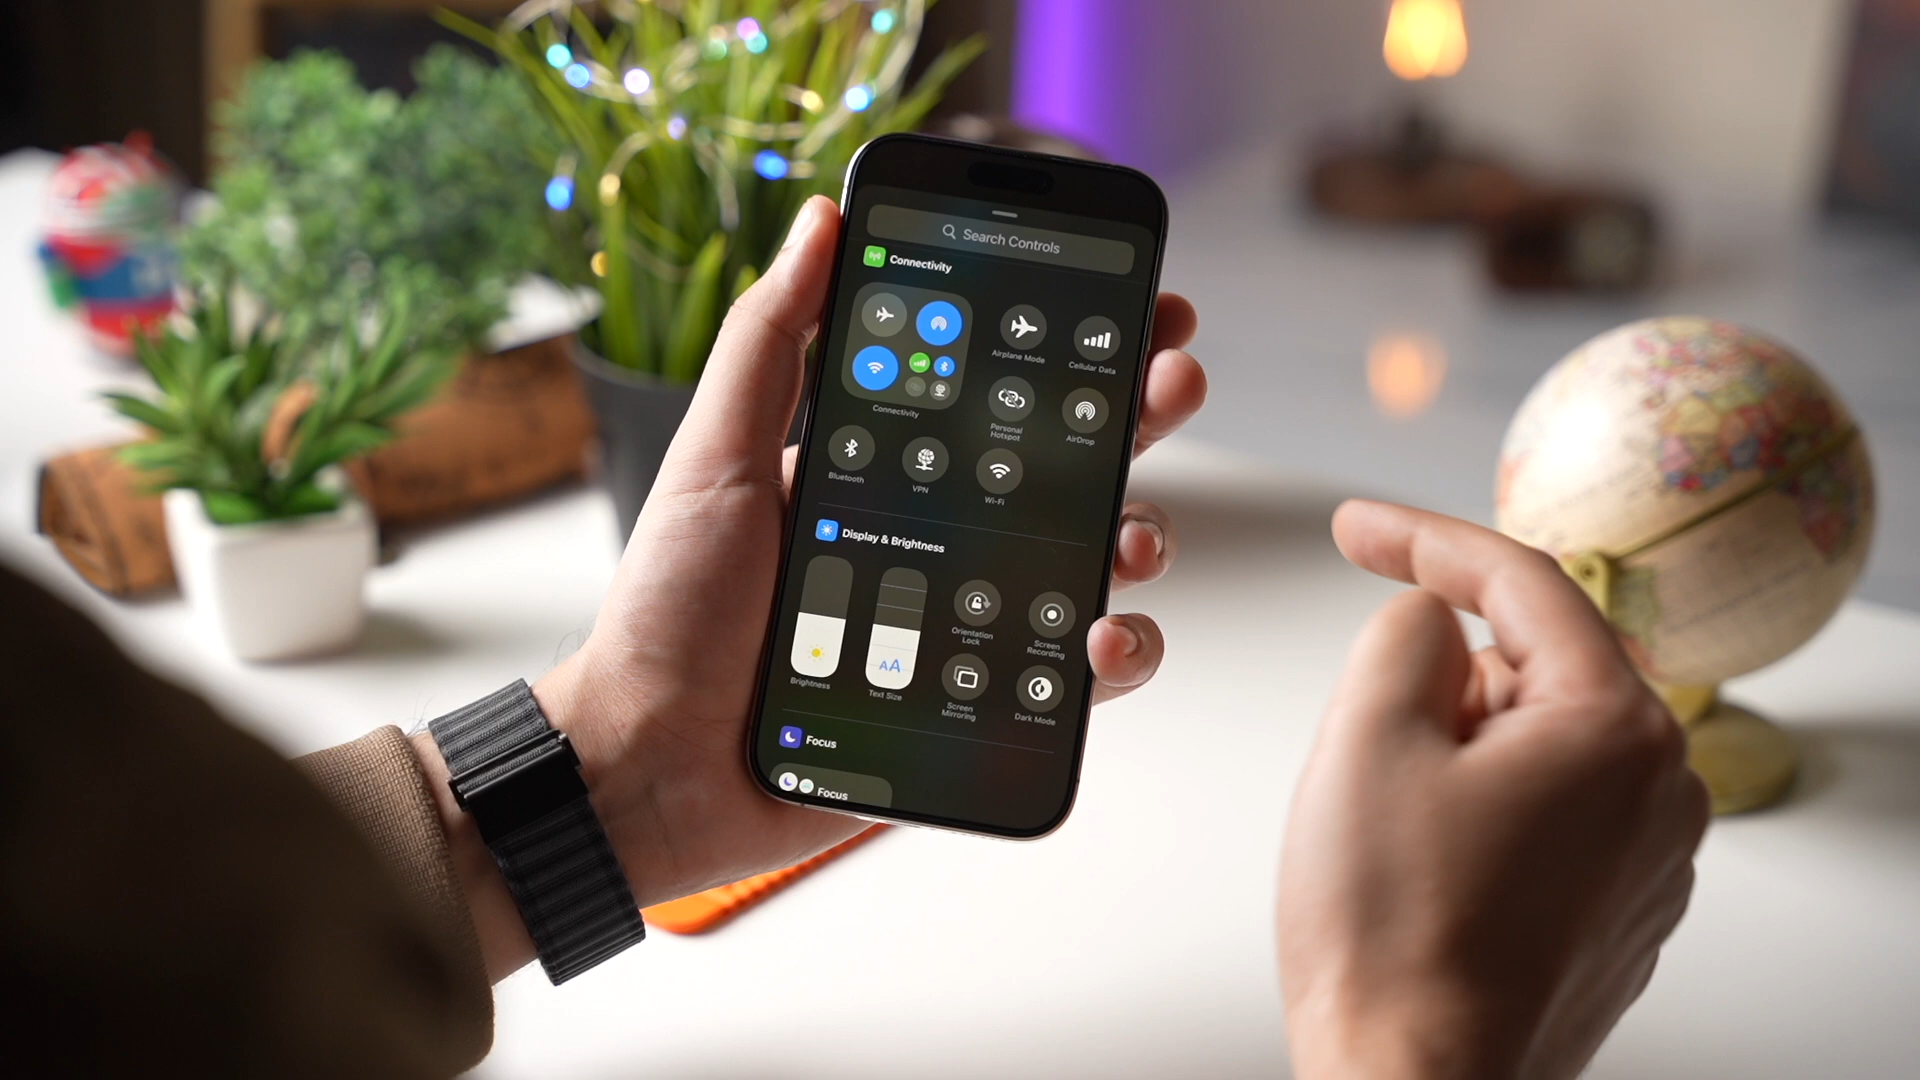 Search Controls
Connectivity
Airplane Mode
Cellular Data
Connectivity
Personal
Hotspot
AirDrop
Bluetooth
VPN
Wi-Fi
Display & Brightness
Orientation
Lock
Screen
Recording
Brightness
AA
Text Size
Screen
Mirroring
Dark Mode
Focus
Focus